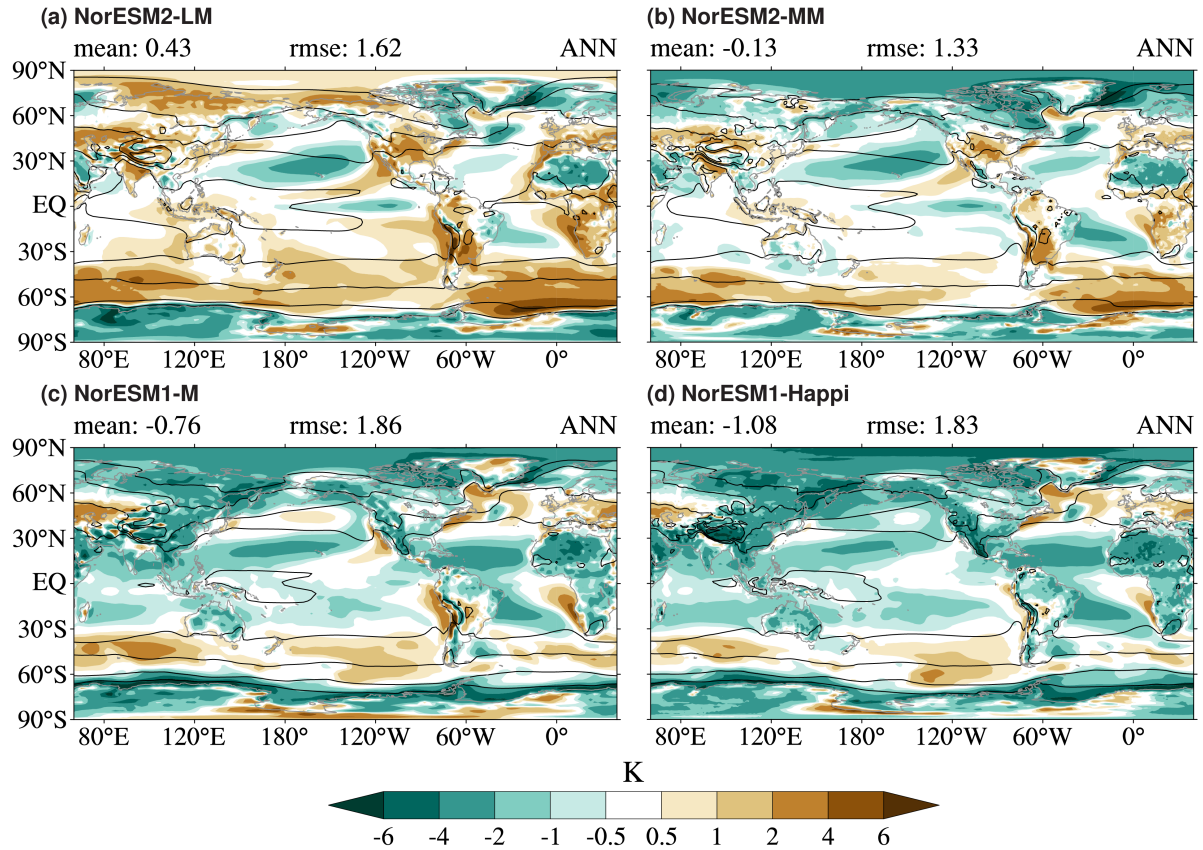 (a) NorESM2-LM
mean: 0.43 rmse: 1.62 ANN
90°N
60°N
30°N
EQ
30°S
60°S
90°S
80°E 120°E 180° 120°W 60°W 0°
(b) NorESM2-MM
mean: -0.13 rmse: 1.33 ANN
80°E 120°E 180° 120°W 60°W 0°
(c) NorESM1-M
mean: -0.76 rmse: 1.86 ANN
90°N
60°N
30°N
EQ
30°S
60°S
90°S
80°E 120°E 180° 120°W 60°W 0°
(d) NorESM1-Happi
mean: -1.08 rmse: 1.83 ANN
80°E 120°E 180° 120°W 60°W 0°
K
-6 -4 -2 -1 -0.5 0.5 1 2 4 6